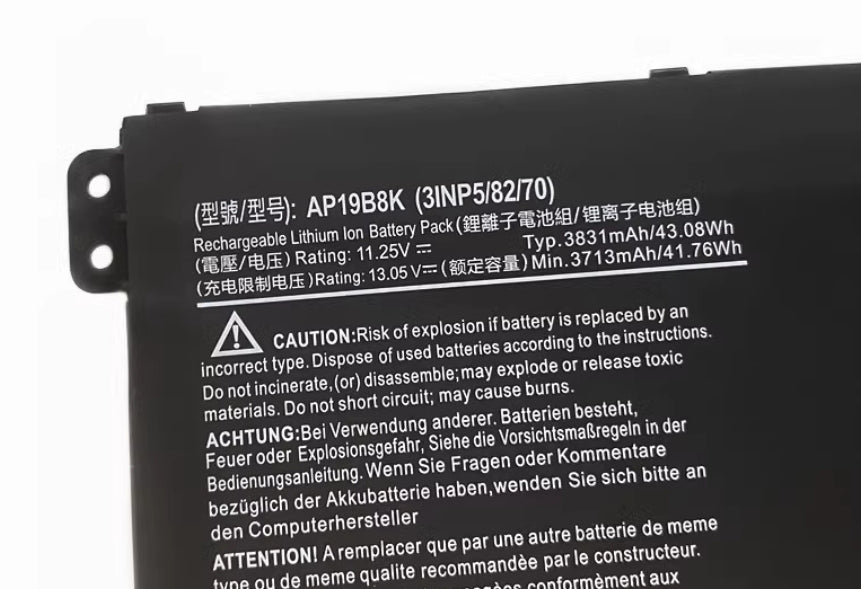 (型號/型号): AP19B8K (3INP5/82/70)
Rechargeable Lithium Ion Battery Pack (鋰離子電池組/锂离子电池组)
(電壓/电压) Rating: 11.25V ⎓ Typ.3831mAh/43.08Wh
(充电限制电压)Rating: 13.05V⎓ (额定容量) Min.3713mAh/41.76Wh
CAUTION:Risk of explosion if battery is replaced by an
incorrect type. Dispose of used batteries according to the instructions.
Do not incinerate,(or) disassemble; may explode or release toxic
materials. Do not short circuit; may cause burns.
ACHTUNG:Bei Verwendung anderer. Batterien besteht,
Feuer oder Explosionsgefahr, Siehe die Vorsichtsmaßregeln in der
Bedienungsanleitung. Wenn Sie Fragen oder Kommentare
bezüglich der Akkubatterie haben,wenden Sie sich bitte an
den Computerhersteller
ATTENTION! A remplacer que par une autre batterie de meme
type ou de meme qualite recommandèe par le constructeur.
conformèment aux